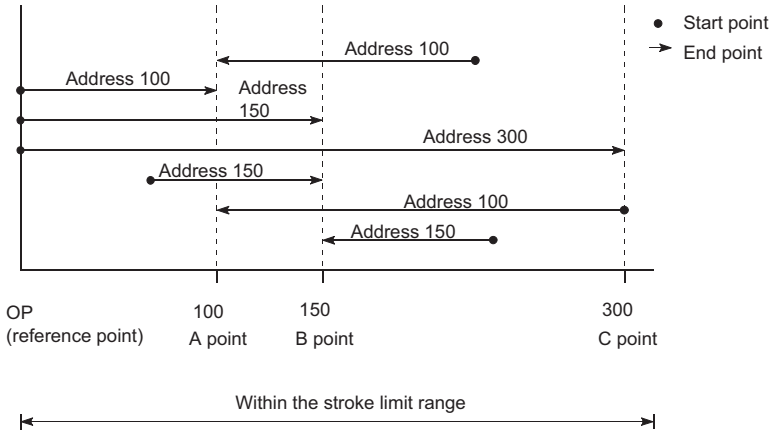 Start point
End point
Address 100
Address 100
Address
150
Address 300
Address 150
Address 100
Address 150
OP
(reference point)
100
A point
150
B point
300
C point
Within the stroke limit range